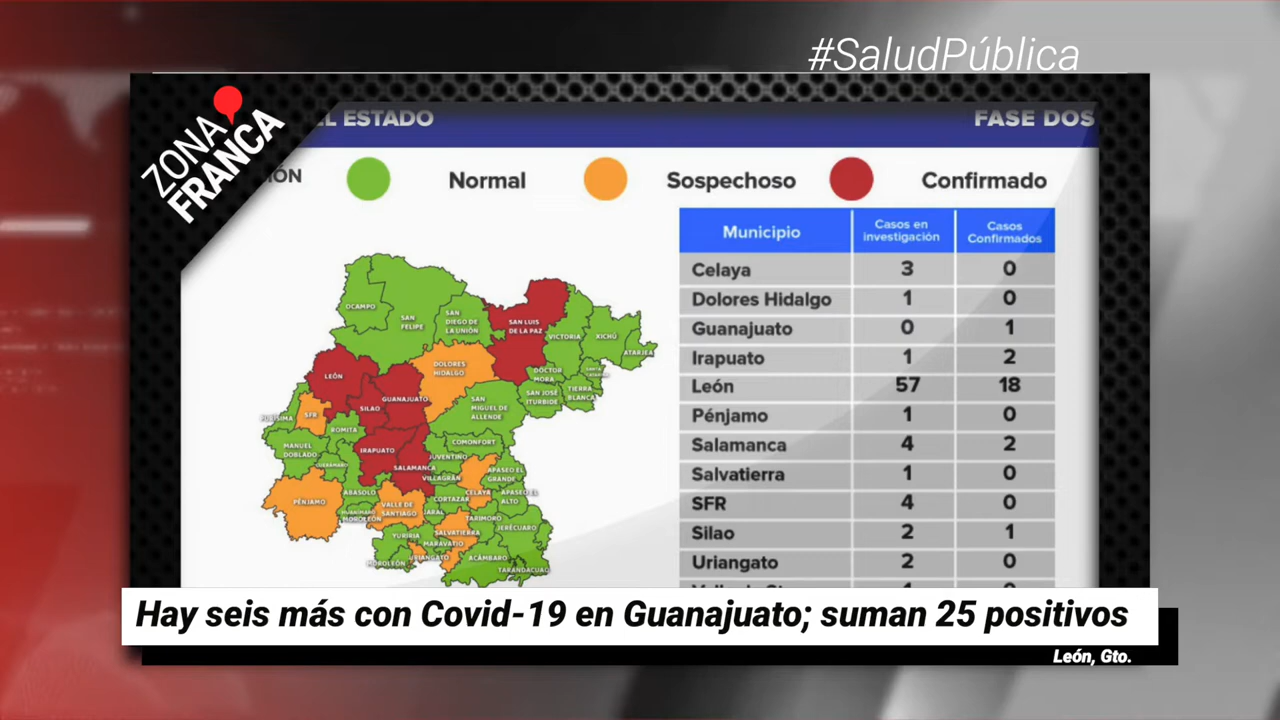 #SaludPública
ZONA
FRANCA
EL ESTADO
FASE DOS
Normal
Sospechoso
Confirmado
Municipio
Casos en
investigación
Casos
Confirmados
Celaya 3 0
Dolores Hidalgo 1 0
Guanajuato 0 1
Irapuato 1 2
León 57 18
Pénjamo 1 0
Salamanca 4 2
Salvatierra 1 0
SFR 4 0
Silao 2 1
Uriangato 2 0
OCAMPO
SAN
FELIPE
SAN
DIEGO DE
LA UNIÓN
SAN LUIS
DE LA PAZ
VICTORIA
XICHÚ
ATARJEA
LEÓN
DOLORES
HIDALGO
DOCTOR
MORA
GUANAJUATO
SILAO
SAN JOSÉ
ITURBIDE
TIERRA
BLANCA
SAN
MIGUEL DE
ALLENDE
SFR
ROMITA
MANUEL
DOBLADO
IRAPUATO
COMONFORT
JUVENTINO
SALAMANCA
VILLAGRÁN
APASEO EL
GRANDE
CELAYA
APASEO EL
ALTO
CORTAZAR
PÉNJAMO
ABASOLO
VALLE DE
SANTIAGO
JARAL
TARIMORO
JERÉCUARO
YURIRIA
SALVATIERRA
MARAVATÍO
URIANGATO
MOROLEÓN
ACÁMBARO
TARANDACUAO
Hay seis más con Covid-19 en Guanajuato; suman 25 positivos
León, Gto.